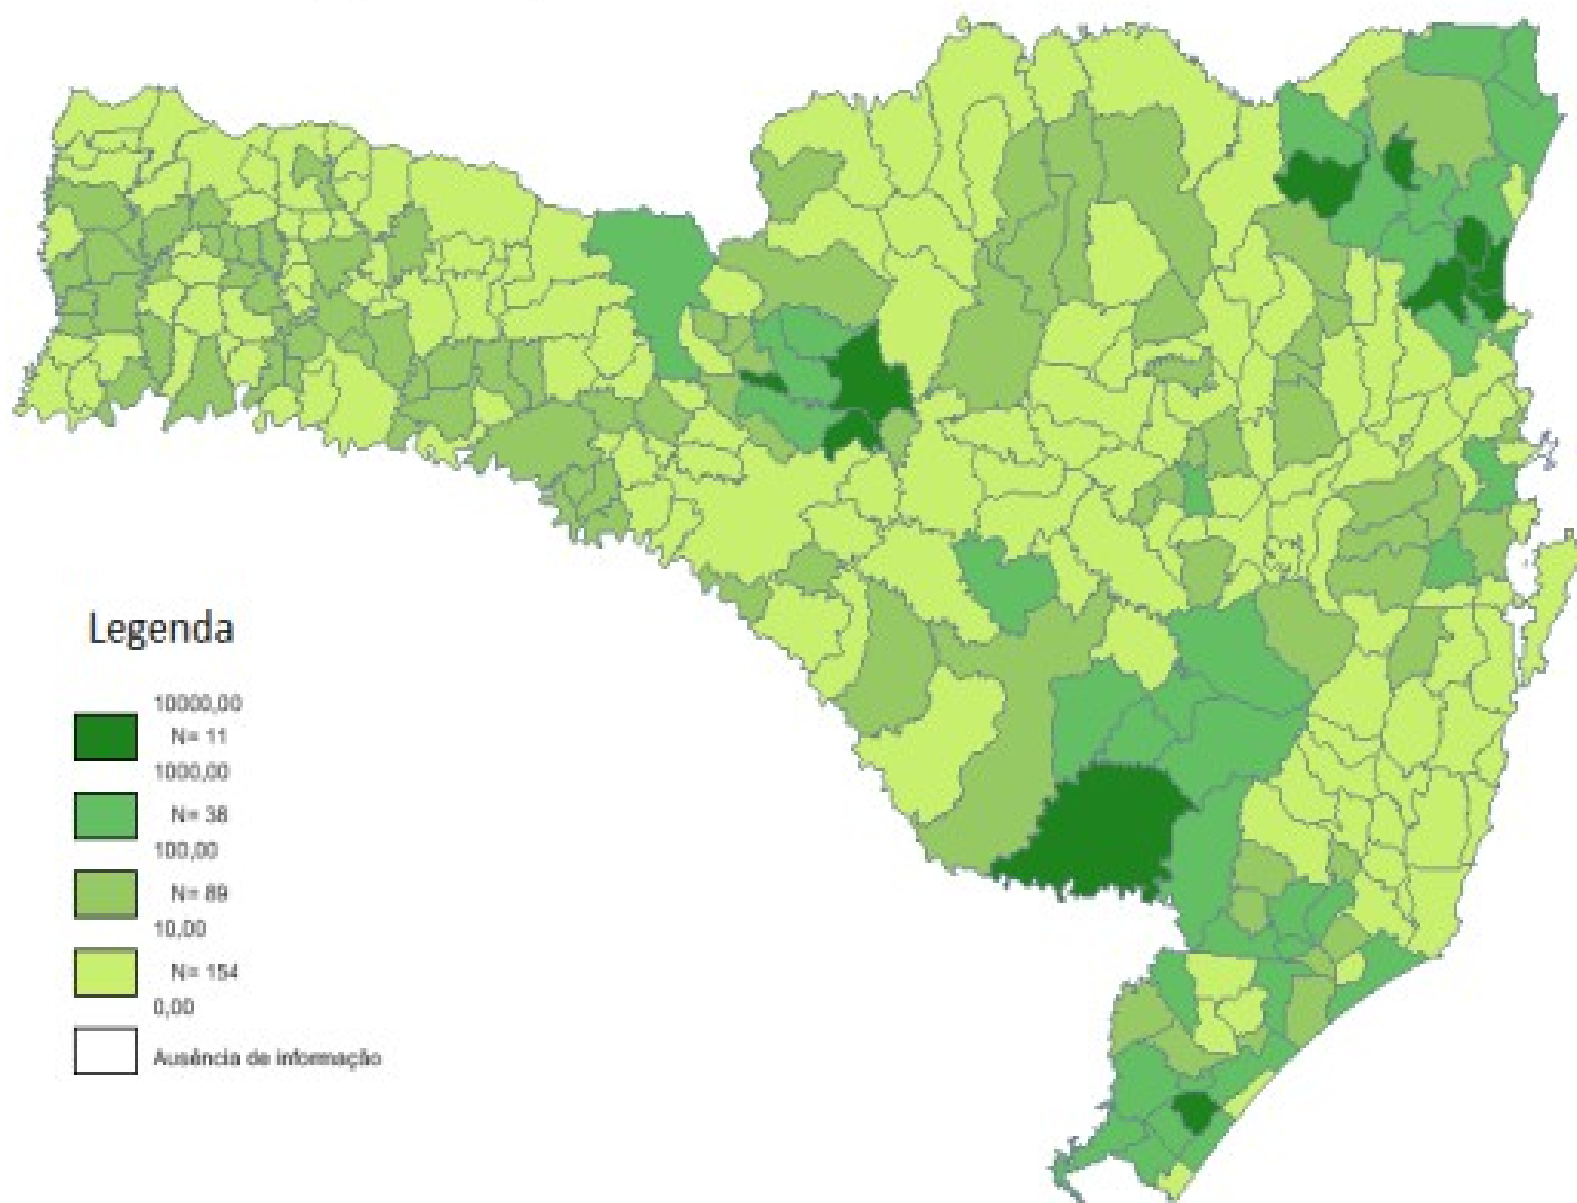 Legenda
10000,00
N= 11
1000,00
N= 38
100,00
N= 89
10,00
N= 154
0,00
Ausência de informação